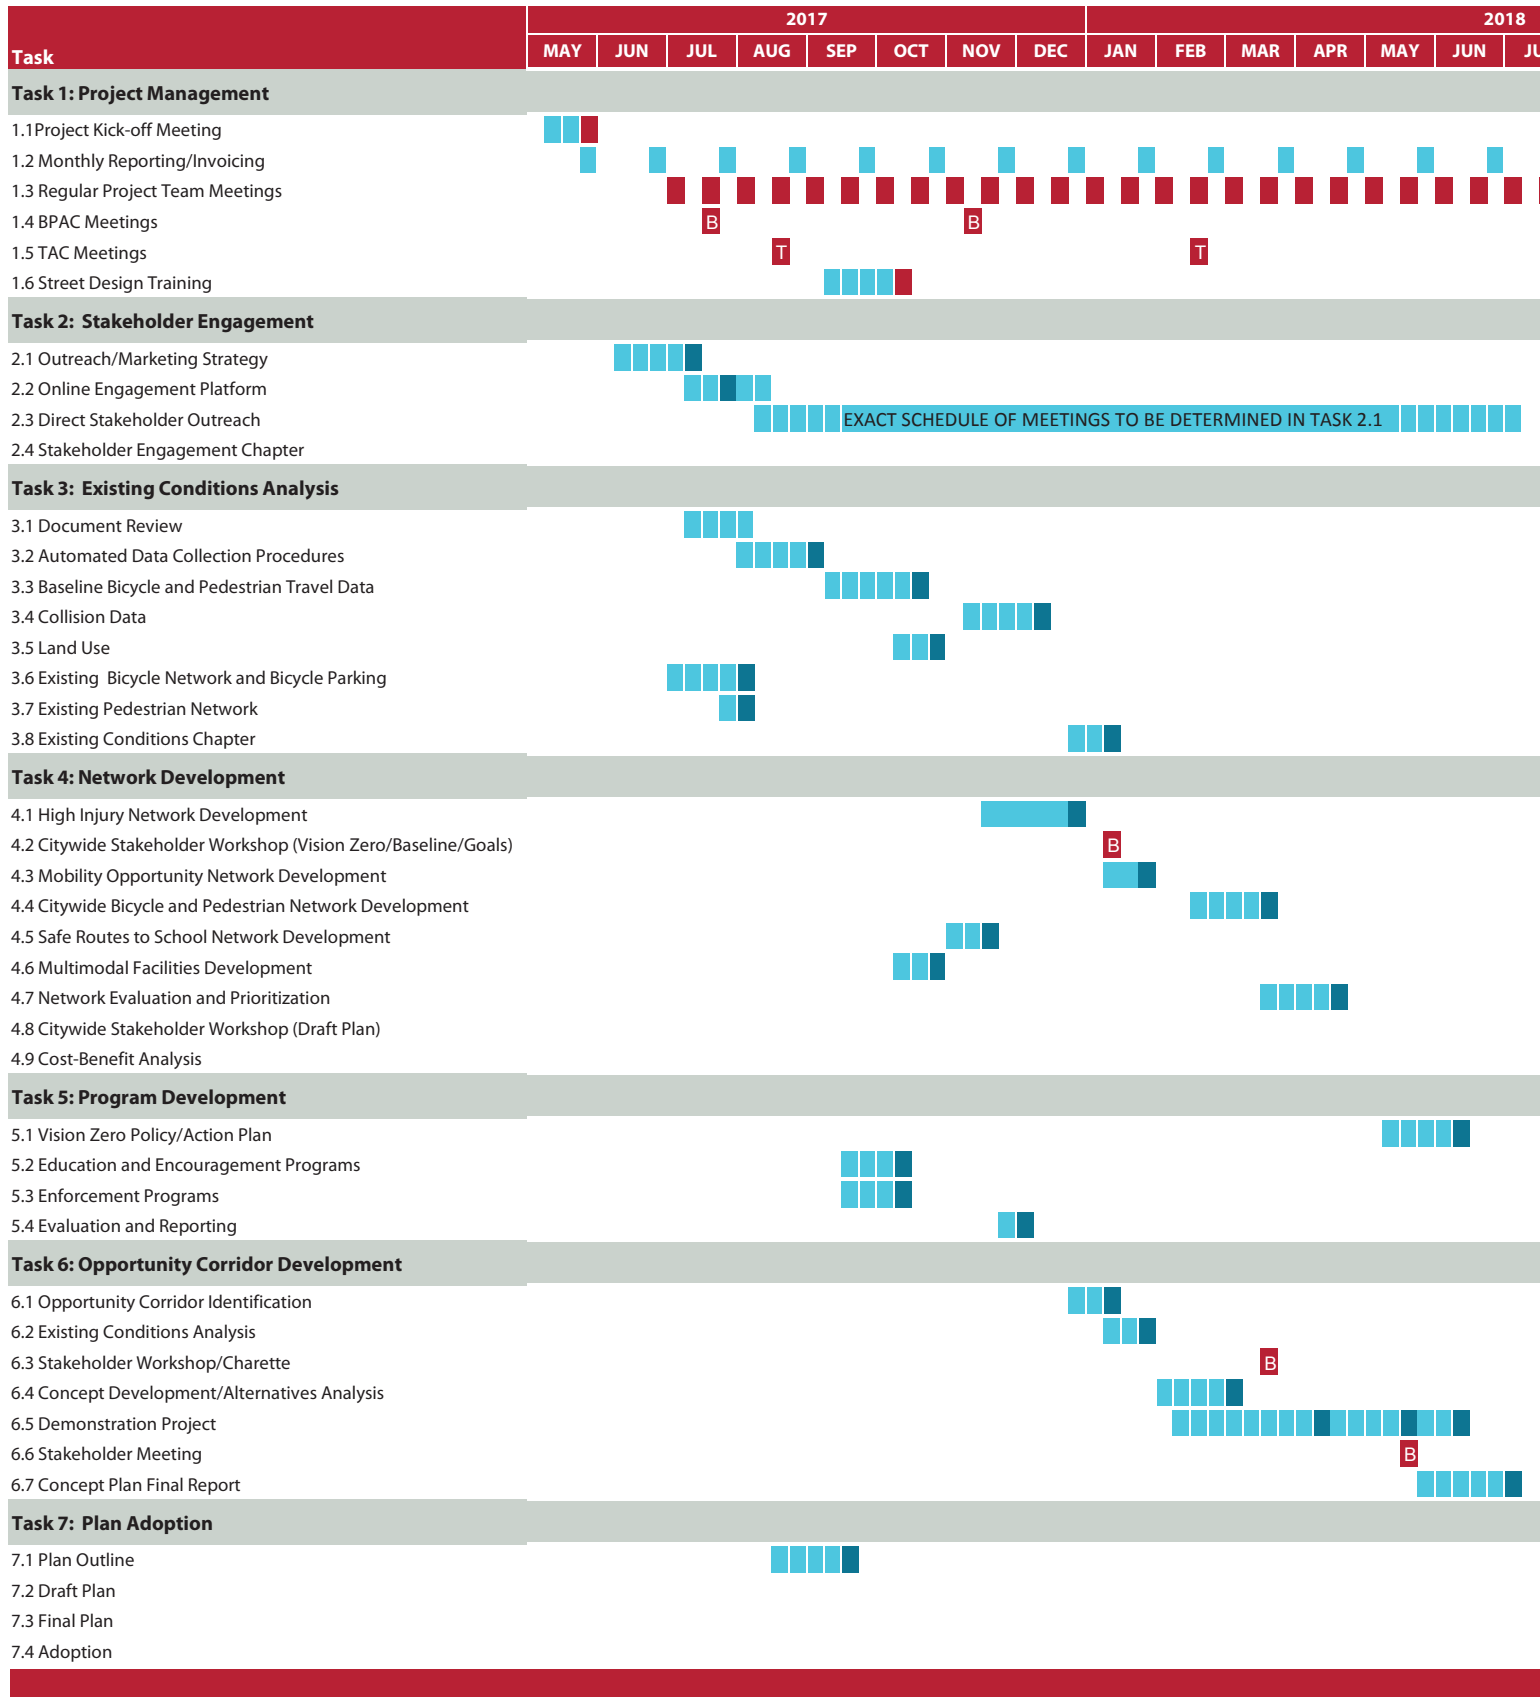 2017 2018
Task MAY JUN JUL AUG SEP OCT NOV DEC JAN FEB MAR APR MAY JUN JU
Task 1: Project Management
1.1Project Kick-off Meeting
1.2 Monthly Reporting/Invoicing
1.3 Regular Project Team Meetings
1.4 BPAC Meetings B B
1.5 TAC Meetings T T
1.6 Street Design Training
Task 2: Stakeholder Engagement
2.1 Outreach/Marketing Strategy
2.2 Online Engagement Platform
2.3 Direct Stakeholder Outreach EXACT SCHEDULE OF MEETINGS TO BE DETERMINED IN TASK 2.1
2.4 Stakeholder Engagement Chapter
Task 3: Existing Conditions Analysis
3.1 Document Review
3.2 Automated Data Collection Procedures
3.3 Baseline Bicycle and Pedestrian Travel Data
3.4 Collision Data
3.5 Land Use
3.6 Existing Bicycle Network and Bicycle Parking
3.7 Existing Pedestrian Network
3.8 Existing Conditions Chapter
Task 4: Network Development
4.1 High Injury Network Development
4.2 Citywide Stakeholder Workshop (Vision Zero/Baseline/Goals) B
4.3 Mobility Opportunity Network Development
4.4 Citywide Bicycle and Pedestrian Network Development
4.5 Safe Routes to School Network Development
4.6 Multimodal Facilities Development
4.7 Network Evaluation and Prioritization
4.8 Citywide Stakeholder Workshop (Draft Plan)
4.9 Cost-Benefit Analysis
Task 5: Program Development
5.1 Vision Zero Policy/Action Plan
5.2 Education and Encouragement Programs
5.3 Enforcement Programs
5.4 Evaluation and Reporting
Task 6: Opportunity Corridor Development
6.1 Opportunity Corridor Identification
6.2 Existing Conditions Analysis
6.3 Stakeholder Workshop/Charette B
6.4 Concept Development/Alternatives Analysis
6.5 Demonstration Project
6.6 Stakeholder Meeting B
6.7 Concept Plan Final Report
Task 7: Plan Adoption
7.1 Plan Outline
7.2 Draft Plan
7.3 Final Plan
7.4 Adoption